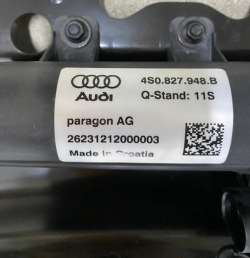 4S0.827.948.B
Audi
Q-Stand: 11S
paragon AG
26231212000003
Made in Croatia